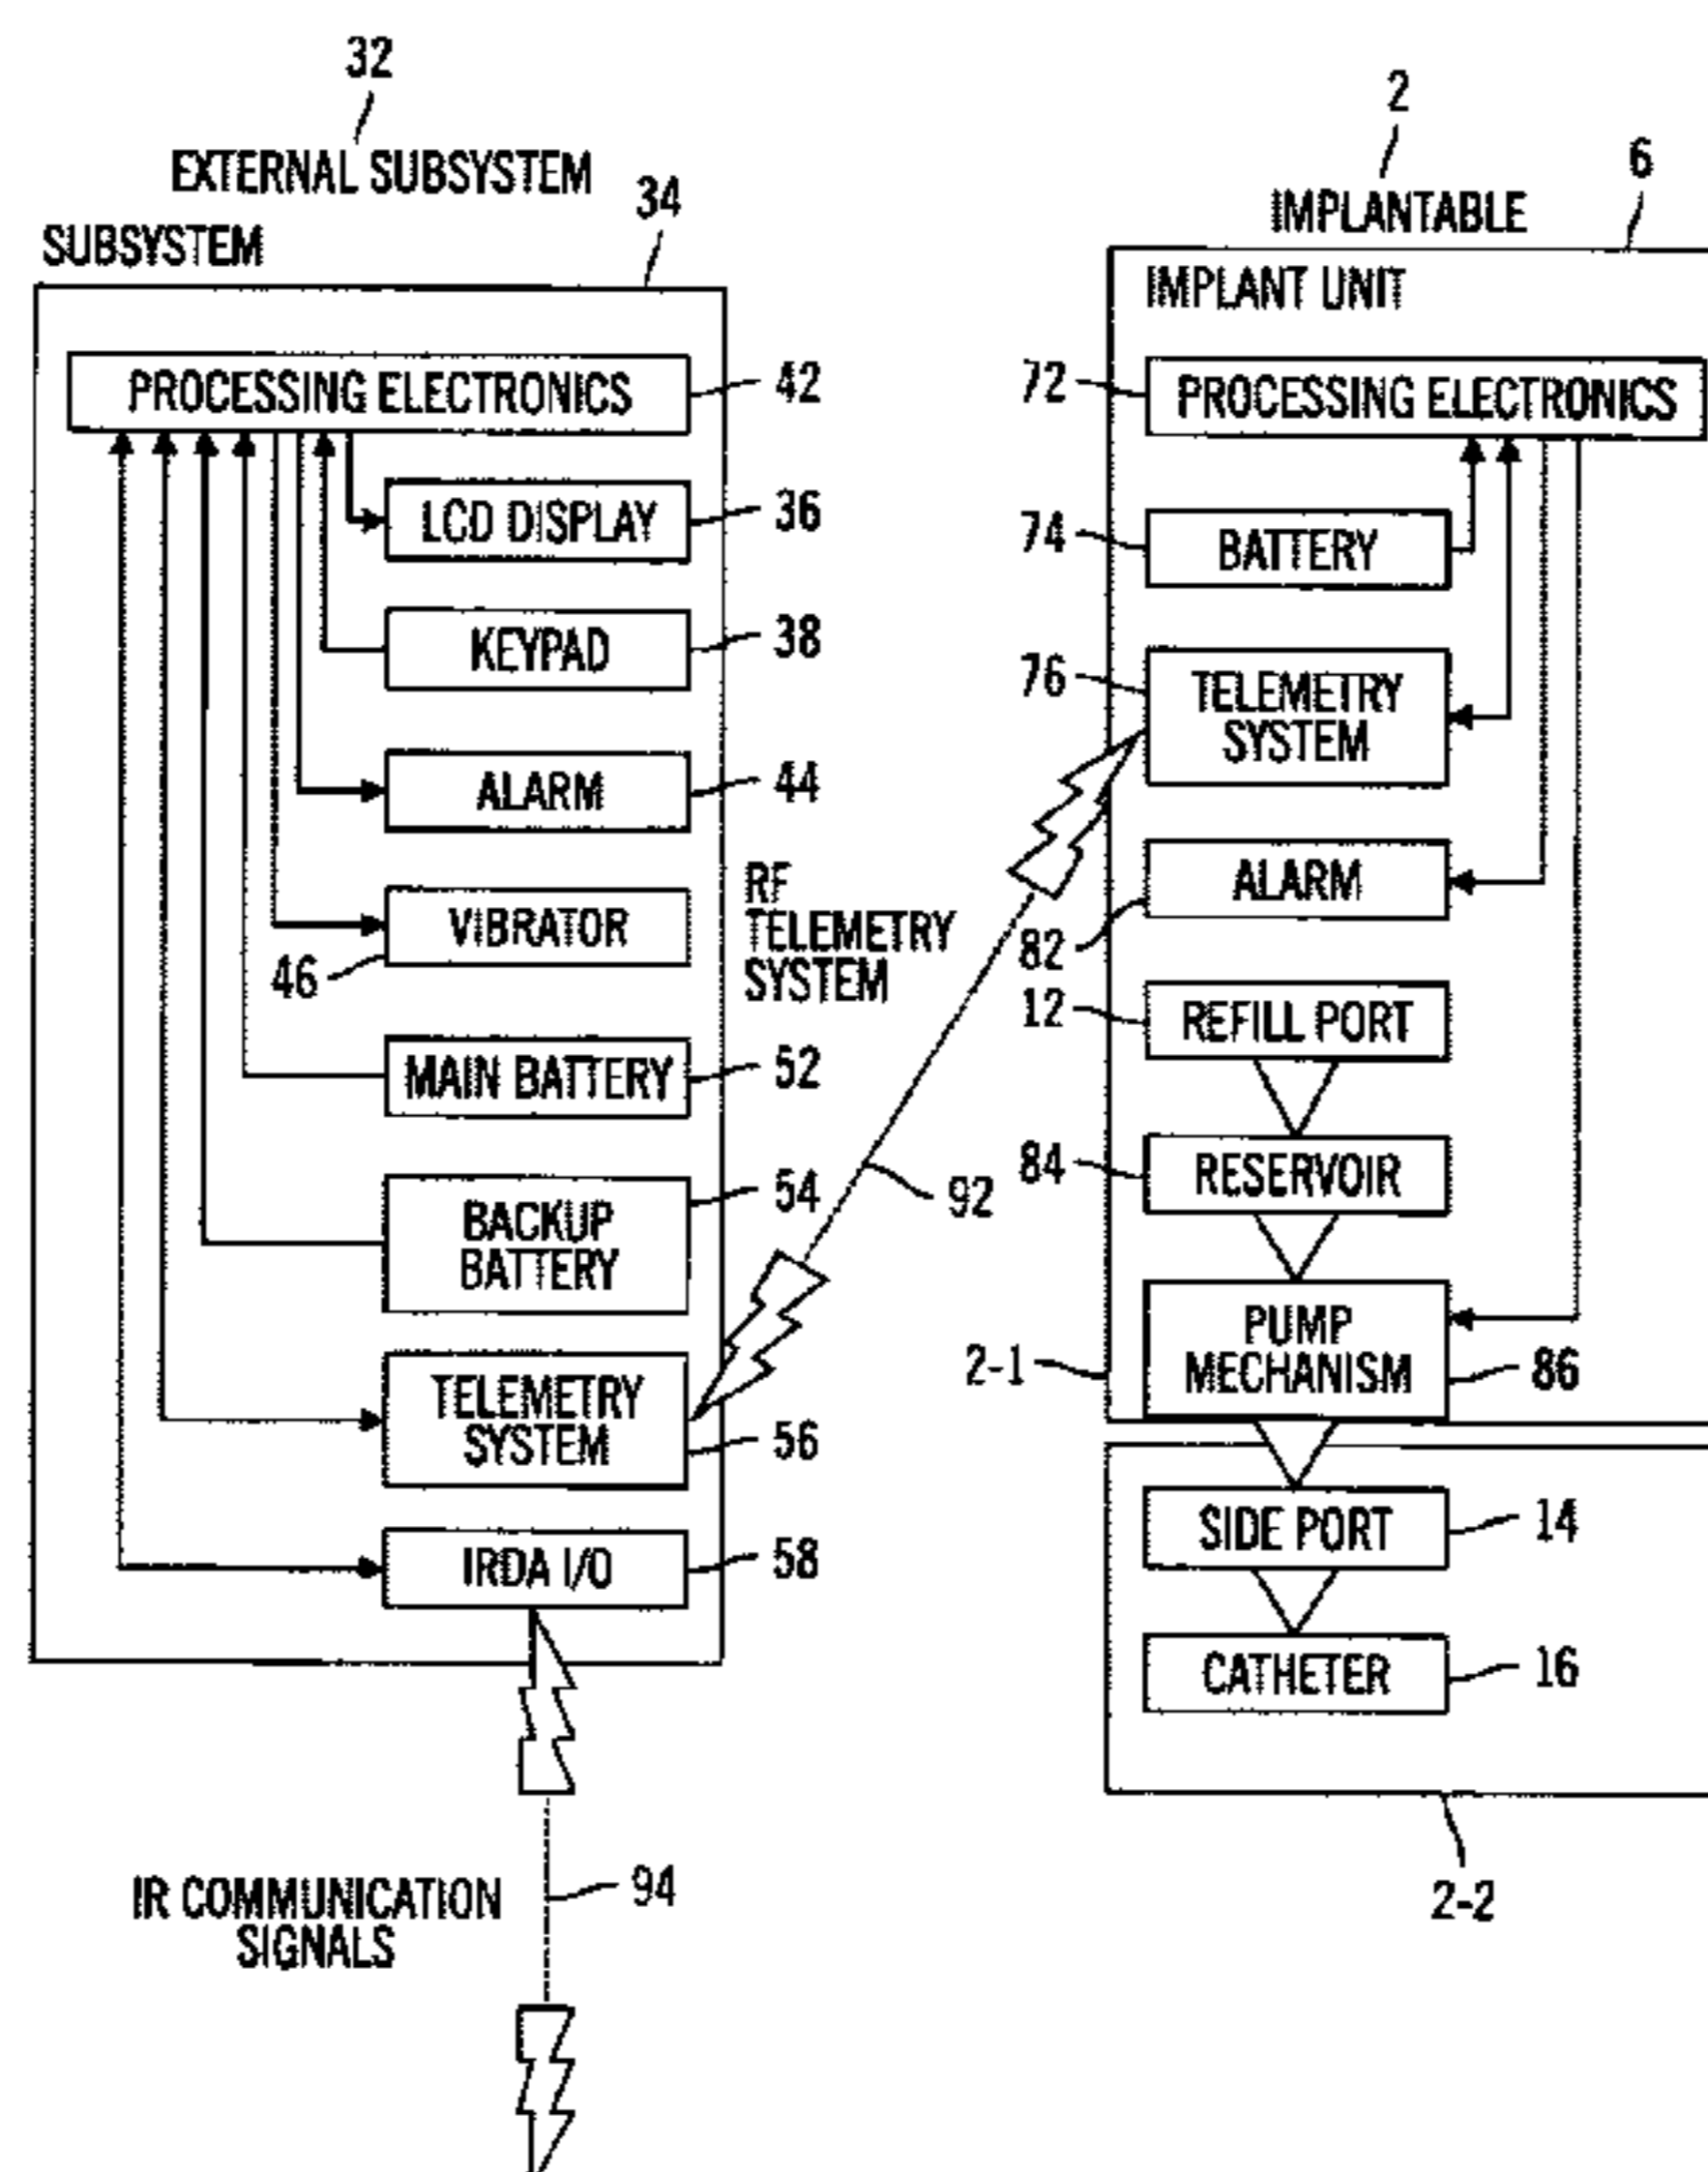 32
EXTERNAL SUBSYSTEM
SUBSYSTEM
34
PROCESSING ELECTRONICS
42
LCD DISPLAY
36
KEYPAD
38
ALARM
44
VIBRATOR
46
MAIN BATTERY
52
BACKUP
BATTERY
54
TELEMETRY
SYSTEM
56
IRDA I/O
58
RF
TELEMETRY
SYSTEM
92
IR COMMUNICATION
SIGNALS
94
2
IMPLANTABLE
6
IMPLANT UNIT
72
PROCESSING ELECTRONICS
74
BATTERY
76
TELEMETRY
SYSTEM
ALARM
82
12
REFILL PORT
84
RESERVOIR
2-1
PUMP
MECHANISM
86
SIDE PORT
14
CATHETER
16
2-2